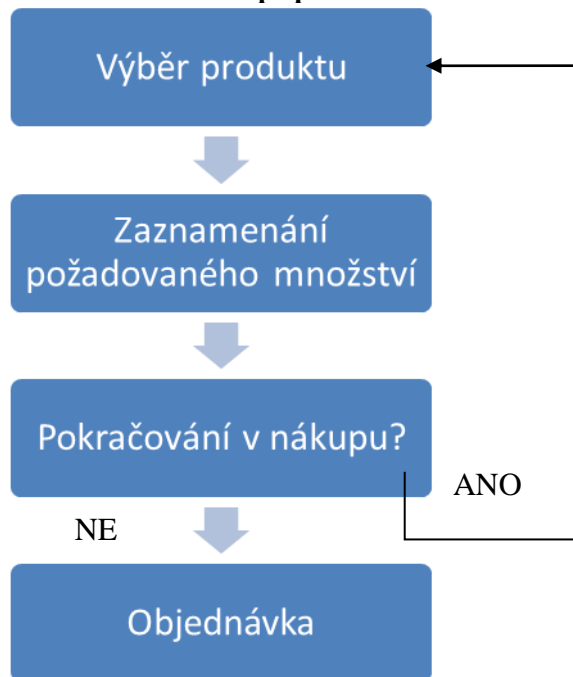 Výběr produktu
Zaznamenání
požadovaného množství
Pokračování v nákupu?
ANO
NE
Objednávka